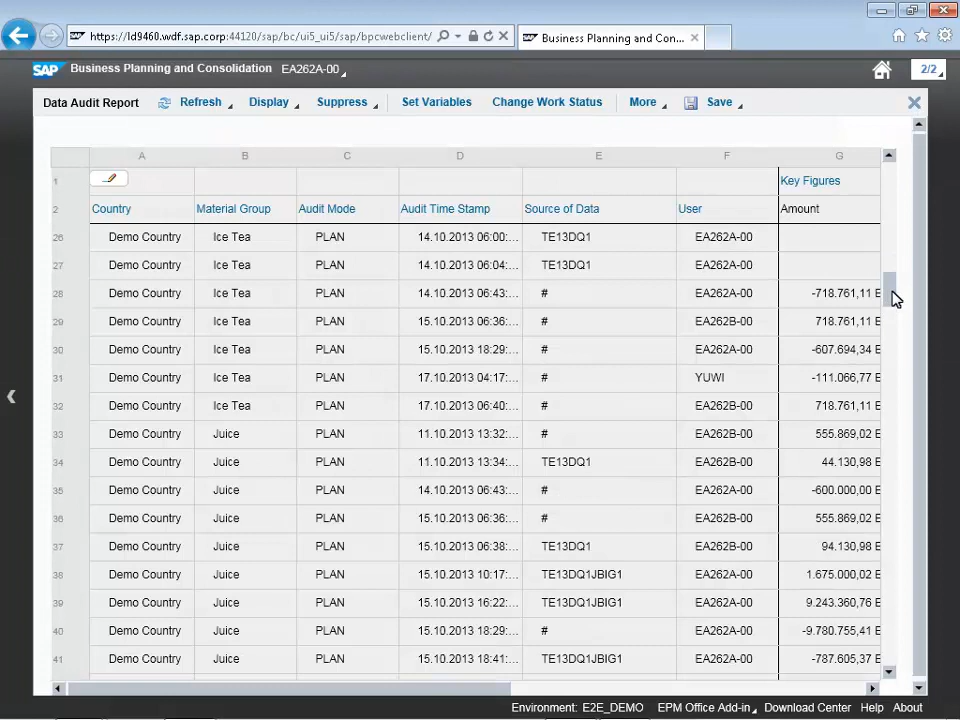 https://ld9460.wdf.sap.corp:44120/sap/bc/ui5_ui5/sap/bpcwebclient/ Business Planning and Con...
SAP Business Planning and Consolidation EA262A-00 2/2
Data Audit Report Refresh Display Suppress Set Variables Change Work Status More Save
A B C D E F G
1 Key Figures
2 Country Material Group Audit Mode Audit Time Stamp Source of Data User Amount
26 Demo Country Ice Tea PLAN 14.10.2013 06:00:... TE13DQ1 EA262A-00
27 Demo Country Ice Tea PLAN 14.10.2013 06:04:... TE13DQ1 EA262A-00
28 Demo Country Ice Tea PLAN 14.10.2013 06:43:... # EA262A-00 -718.761,11 E
29 Demo Country Ice Tea PLAN 15.10.2013 06:36:... # EA262B-00 718.761,11 E
30 Demo Country Ice Tea PLAN 15.10.2013 18:29:... # EA262A-00 -607.694,34 E
31 Demo Country Ice Tea PLAN 17.10.2013 04:17:... # YUWI -111.066,77 E
32 Demo Country Ice Tea PLAN 17.10.2013 06:40:... # EA262B-00 718.761,11 E
33 Demo Country Juice PLAN 11.10.2013 13:32:... # EA262B-00 555.869,02 E
34 Demo Country Juice PLAN 11.10.2013 13:34:... TE13DQ1 EA262B-00 44.130,98 E
35 Demo Country Juice PLAN 14.10.2013 06:43:... # EA262A-00 -600.000,00 E
36 Demo Country Juice PLAN 15.10.2013 06:36:... # EA262B-00 555.869,02 E
37 Demo Country Juice PLAN 15.10.2013 06:38:... TE13DQ1 EA262B-00 94.130,98 E
38 Demo Country Juice PLAN 15.10.2013 10:17:... TE13DQ1JBIG1 EA262A-00 1.675.000,02 E
39 Demo Country Juice PLAN 15.10.2013 16:22:... TE13DQ1JBIG1 EA262A-00 9.243.360,76 E
40 Demo Country Juice PLAN 15.10.2013 18:29:... # EA262A-00 -9.780.755,41 E
41 Demo Country Juice PLAN 15.10.2013 18:41:... TE13DQ1JBIG1 EA262A-00 -787.605,37 E
Environment: E2E_DEMO EPM Office Add-in Download Center Help About